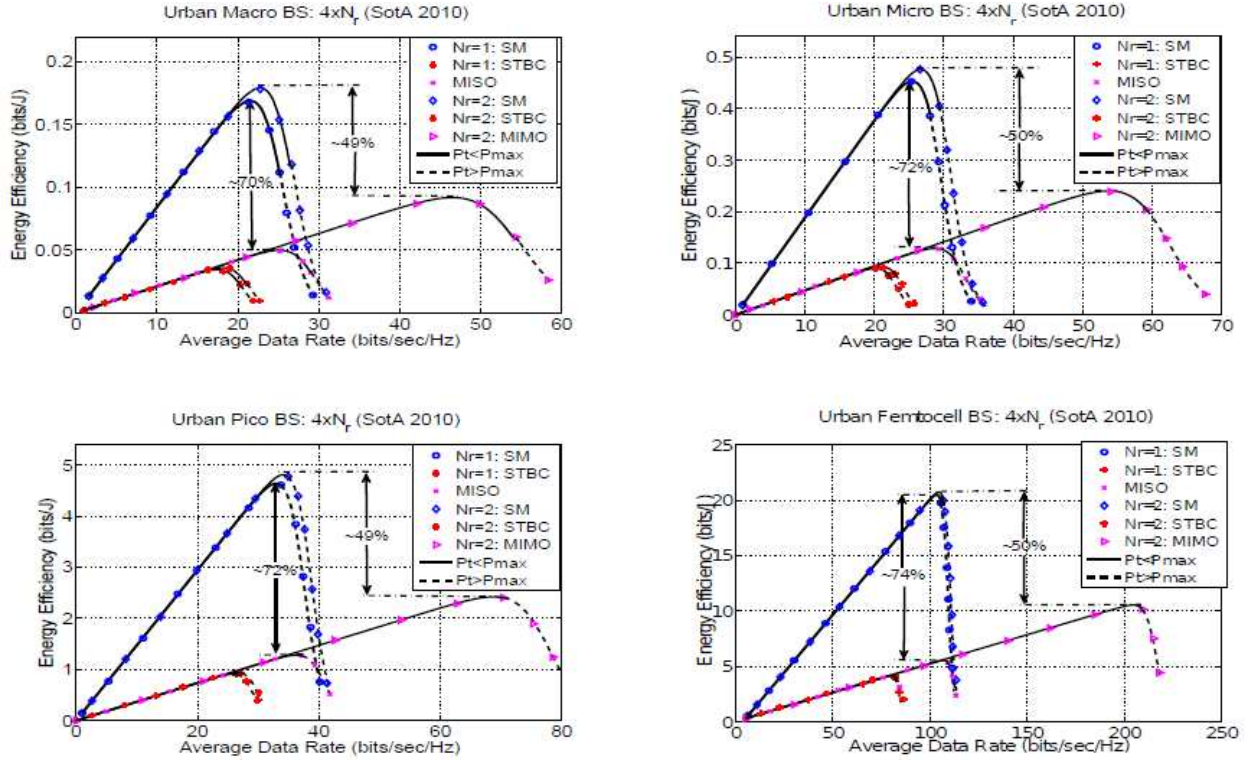 Urban Macro BS: 4xNr (SotA 2010)
Energy Efficiency (bits/J)
0.2
0.15
0.1
0.05
0
0
10
20
30
40
50
60
Average Data Rate (bits/sec/Hz)
~70%
~49%
Nr=1: SM
Nr=1: STBC
MISO
Nr=2: SM
Nr=2: STBC
Nr=2: MIMO
Pt<Pmax
Pt>Pmax
Urban Micro BS: 4xNr (SotA 2010)
Energy Efficiency (bits/J)
0.5
0.4
0.3
0.2
0.1
0
0
10
20
30
40
50
60
70
Average Data Rate (bits/sec/Hz)
~72%
~50%
Nr=1: SM
Nr=1: STBC
MISO
Nr=2: SM
Nr=2: STBC
Nr=2: MIMO
Pt<Pmax
Pt>Pmax
Urban Pico BS: 4xNr (SotA 2010)
Energy Efficiency (bits/J)
5
4
3
2
1
0
0
20
40
60
80
Average Data Rate (bits/sec/Hz)
~72%
~49%
Nr=1: SM
Nr=1: STBC
MISO
Nr=2: SM
Nr=2: STBC
Nr=2: MIMO
Pt<Pmax
Pt>Pmax
Urban Femtocell BS: 4xNr (SotA 2010)
Energy Efficiency (bits/J)
25
20
15
10
5
0
0
50
100
150
200
250
Average Data Rate (bits/sec/Hz)
~74%
~50%
Nr=1: SM
Nr=1: STBC
MISO
Nr=2: SM
Nr=2: STBC
Nr=2: MIMO
Pt<Pmax
Pt>Pmax